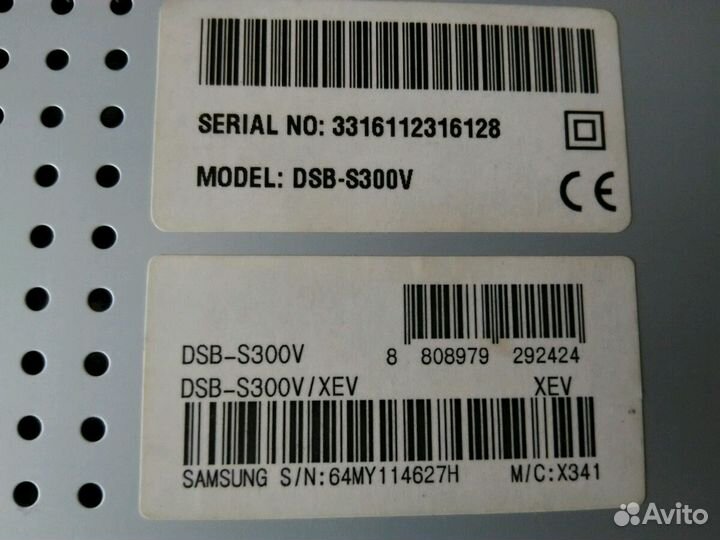 SERIAL NO: 3316112316128
MODEL: DSB-S300V
CE
DSB-S300V
8 808979 292424
DSB-S300V/XEV XEV
SAMSUNG S/N:64MY114627H M/C:X341
Avito